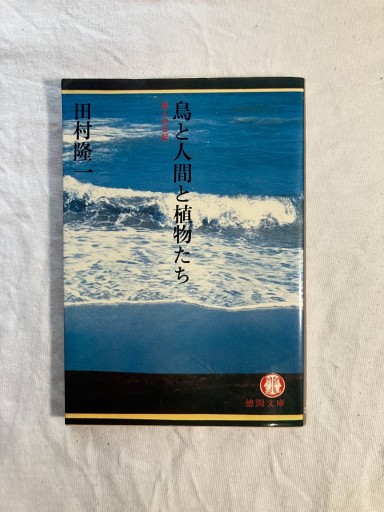 鳥と人間と植物たち
田村隆一
徳間文庫